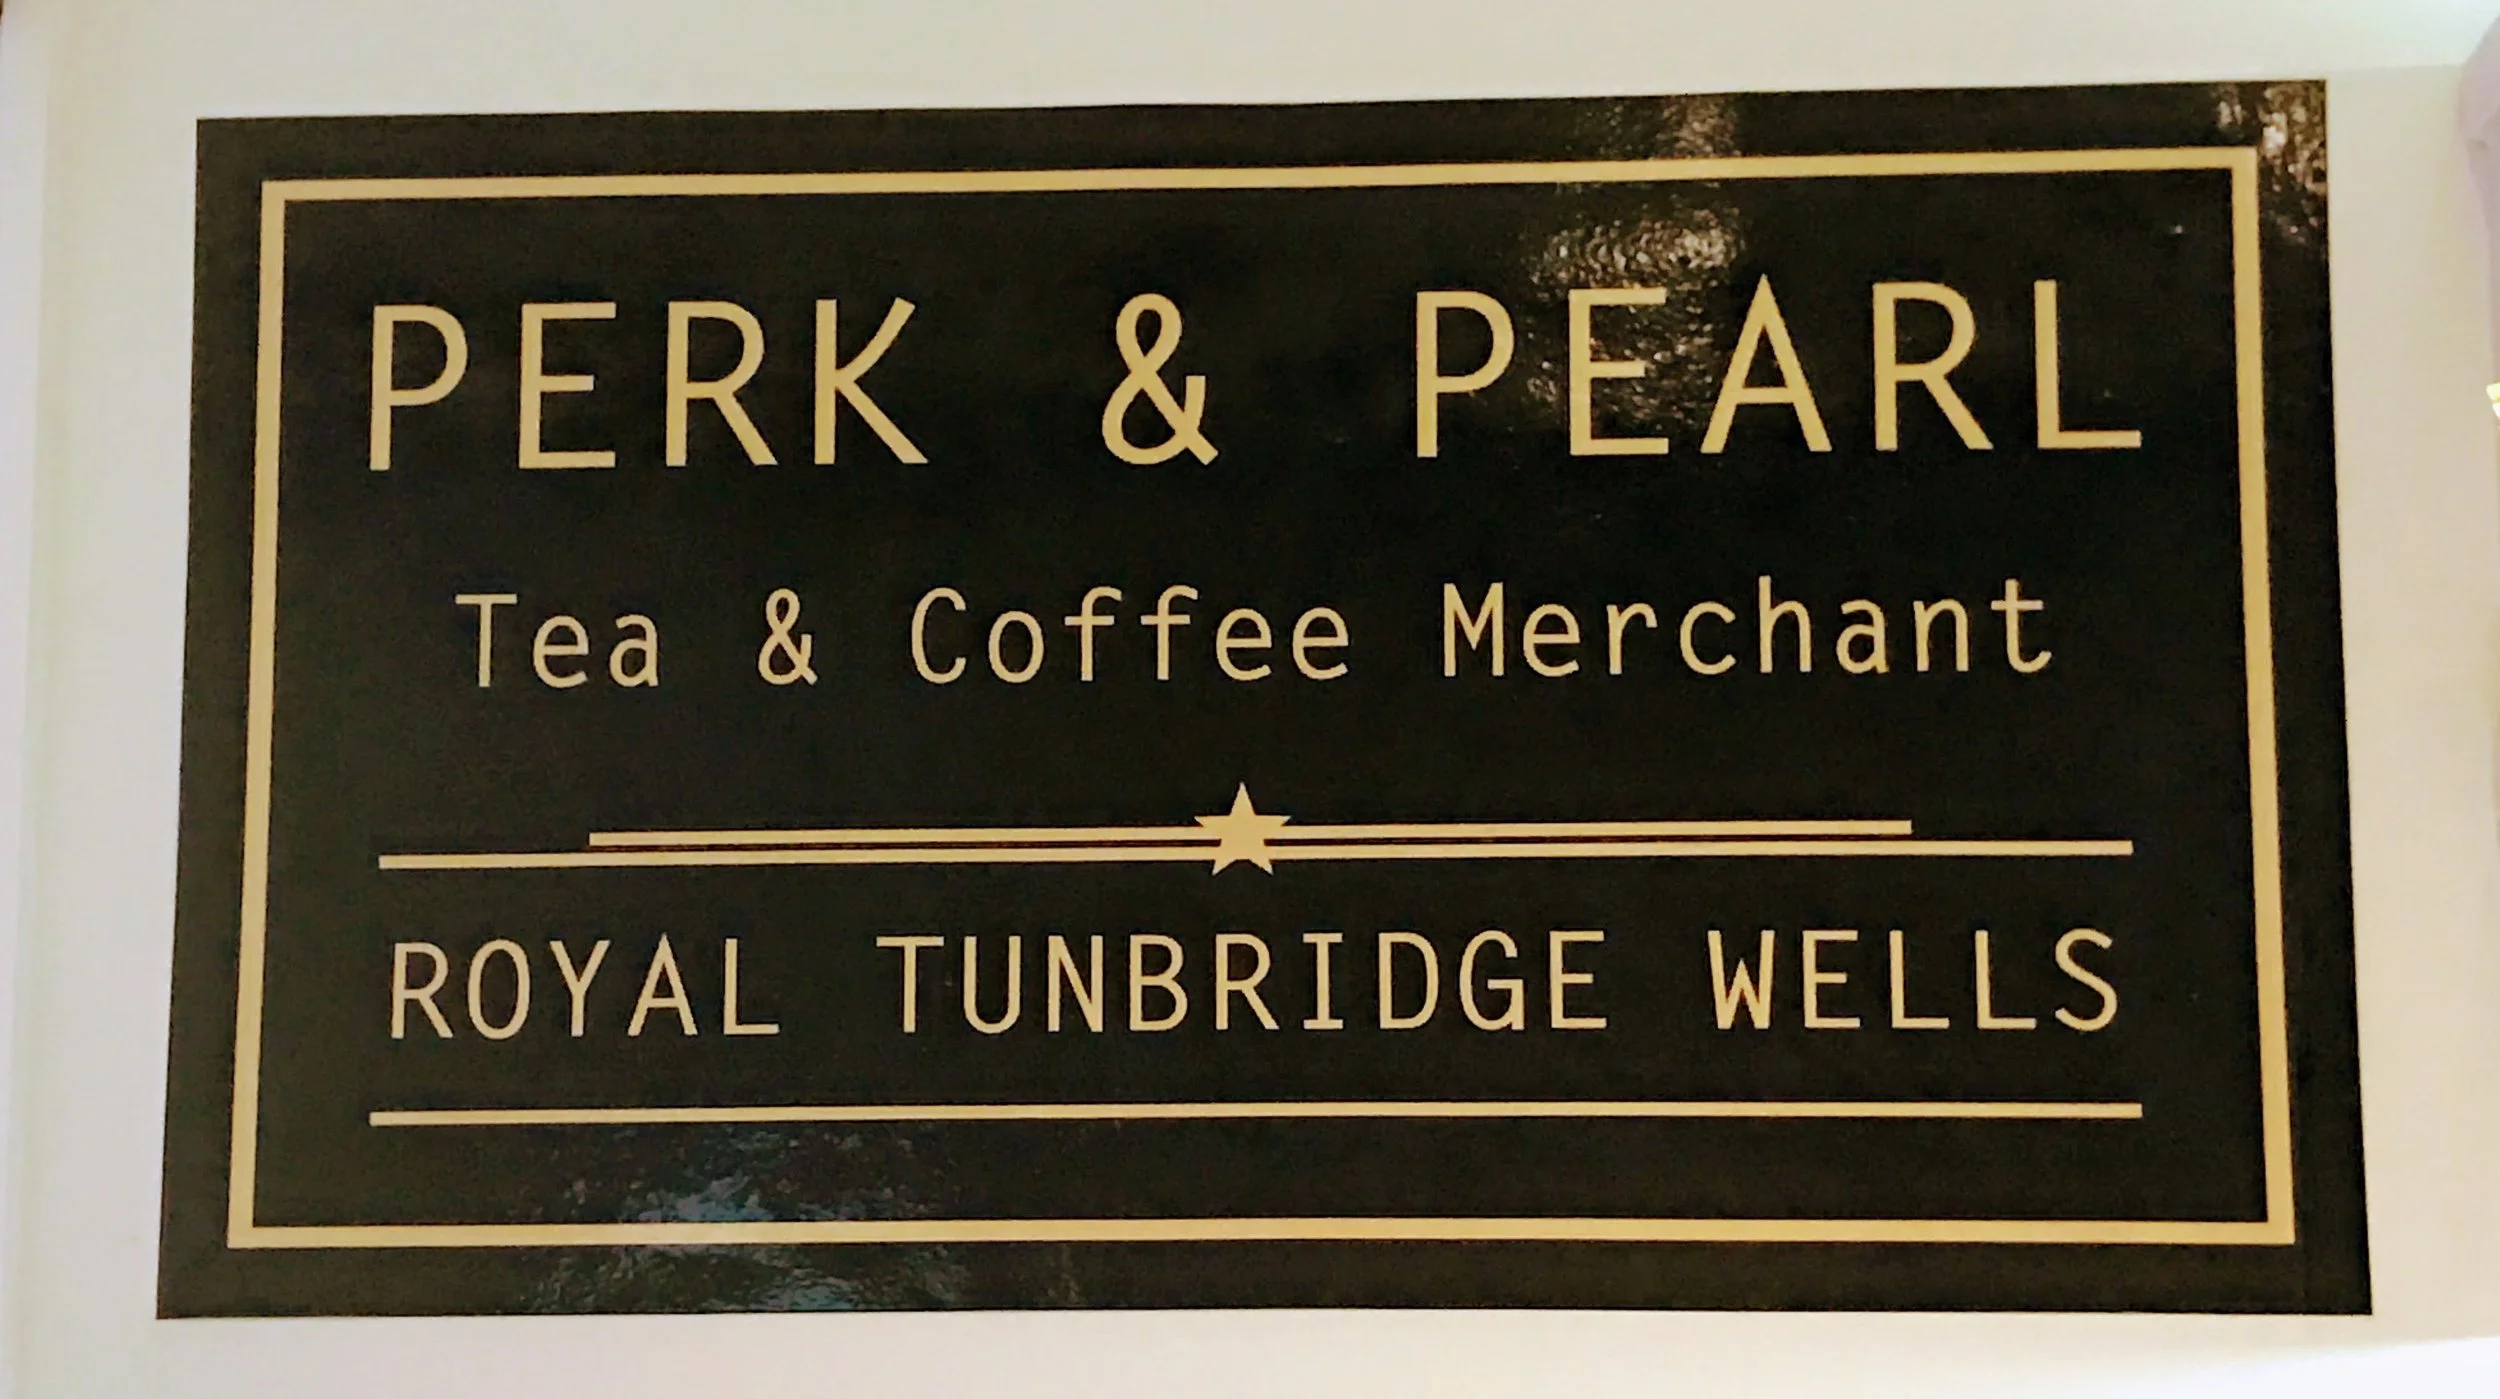 PERK & PEARL
Tea & Coffee Merchant
ROYAL TUNBRIDGE WELLS